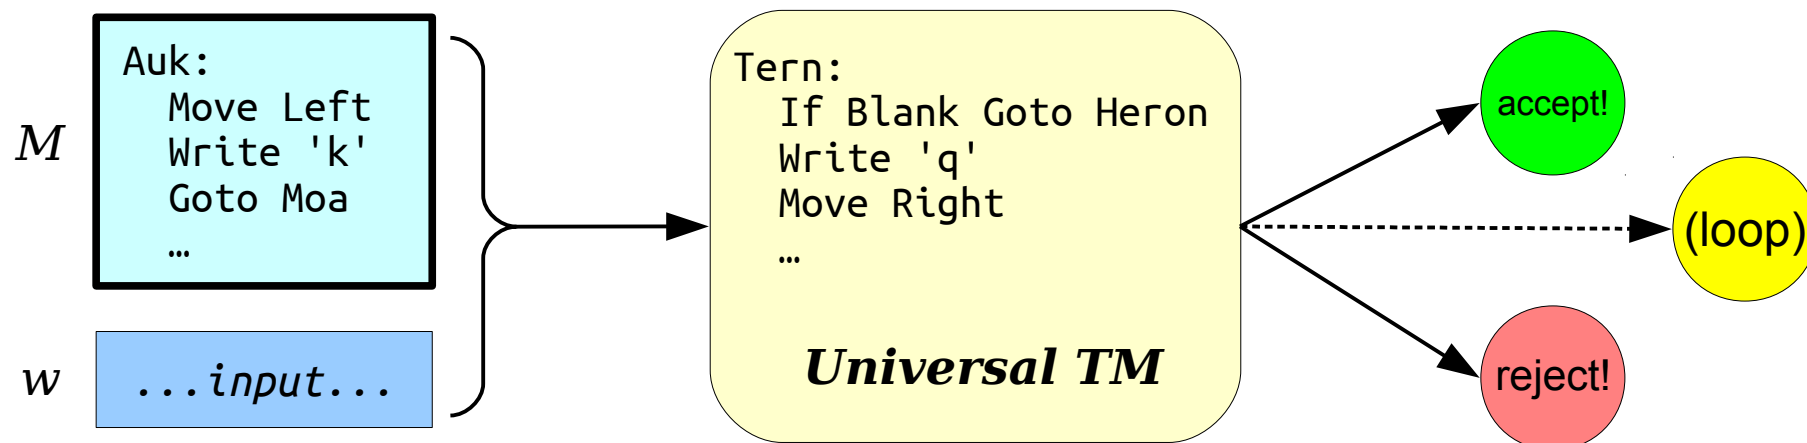 M
Auk:
Move Left
Write 'k'
Goto Moa
…
w
...input...
Tern:
If Blank Goto Heron
Write 'q'
Move Right
…
Universal TM
accept!
(loop)
reject!